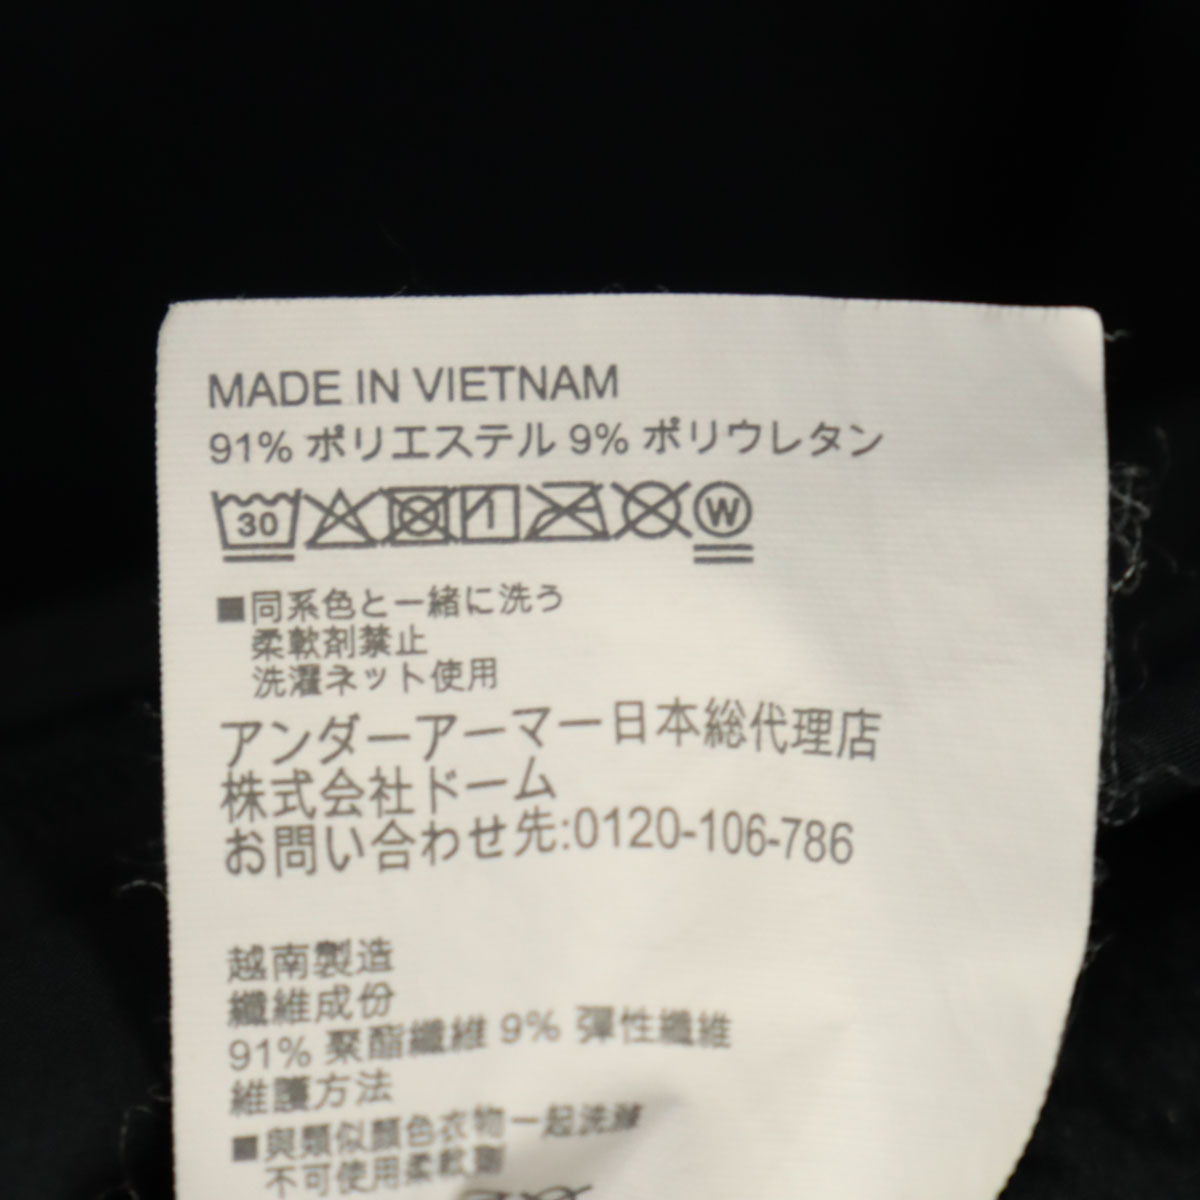 MADE IN VIETNAM
91% ポリエステル 9% ポリウレタン
30 W
■同系色と一緒に洗う
柔軟剤禁止
洗濯ネット使用
アンダーアーマー日本総代理店
株式会社ドーム
お問い合わせ先:0120-106-786
越南製造
纖維成份
91% 聚酯纖維 9% 彈性纖維
維護方法
■與類似顏色衣物一起洗滌
不可使用柔軟劑